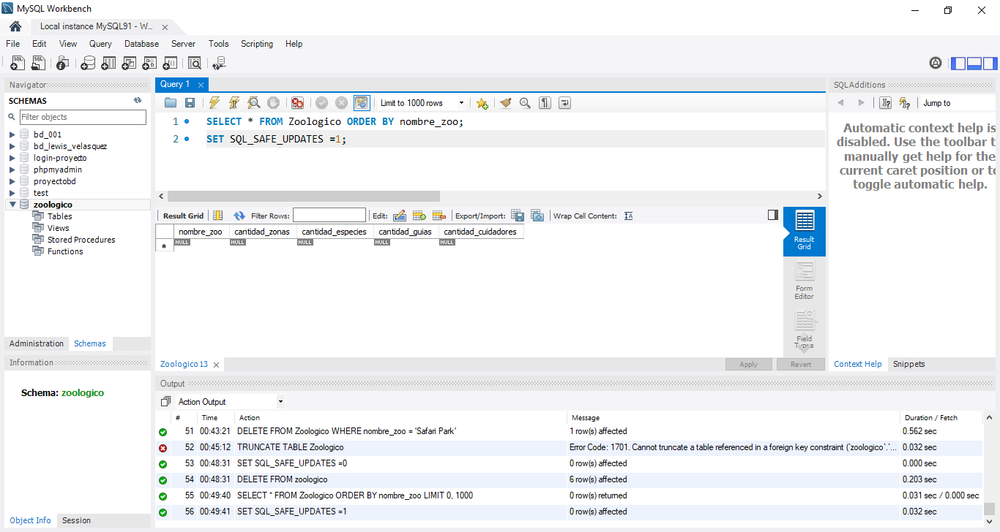 MySQL Workbench
Local instance MySQL91 - W...
File Edit View Query Database Server Tools Scripting Help
Navigator
SCHEMAS
Filter objects
bd_001
bd_lewis_velasquez
login-proyecto
phpmyadmin
proyectobd
test
zoologico
Tables
Views
Stored Procedures
Functions
Administration Schemas
Information
Schema: zoologico
Object Info Session
Query 1
Limit to 1000 rows
1 SELECT * FROM Zoologico ORDER BY nombre_zoo;
2 SET SQL_SAFE_UPDATES =1;
Result Grid Filter Rows: Edit: Export/Import: Wrap Cell Content:
nombre_zoo cantidad_zonas cantidad_especies cantidad_guias cantidad_cuidadores
NULL NULL NULL NULL NULL
Result
Grid
Form
Editor
Field
Types
Zoologico 13 Apply Revert
SQLAdditions
Jump to
Automatic context help is
disabled. Use the toolbar t
manually get help for the
current caret position or to
toggle automatic help.
Context Help Snippets
Output
Action Output
# Time Action Message Duration / Fetch
51 00:43:21 DELETE FROM Zoologico WHERE nombre_zoo = 'Safari Park' 1 row(s) affected 0.562 sec
52 00:45:12 TRUNCATE TABLE Zoologico Error Code: 1701. Cannot truncate a table referenced in a foreign key constraint (`zoologico`.`... 0.032 sec
53 00:48:31 SET SQL_SAFE_UPDATES =0 0 row(s) affected 0.000 sec
54 00:48:31 DELETE FROM zoologico 6 row(s) affected 0.203 sec
55 00:49:40 SELECT * FROM Zoologico ORDER BY nombre_zoo LIMIT 0, 1000 0 row(s) returned 0.031 sec / 0.000 sec
56 00:49:41 SET SQL_SAFE_UPDATES =1 0 row(s) affected 0.032 sec